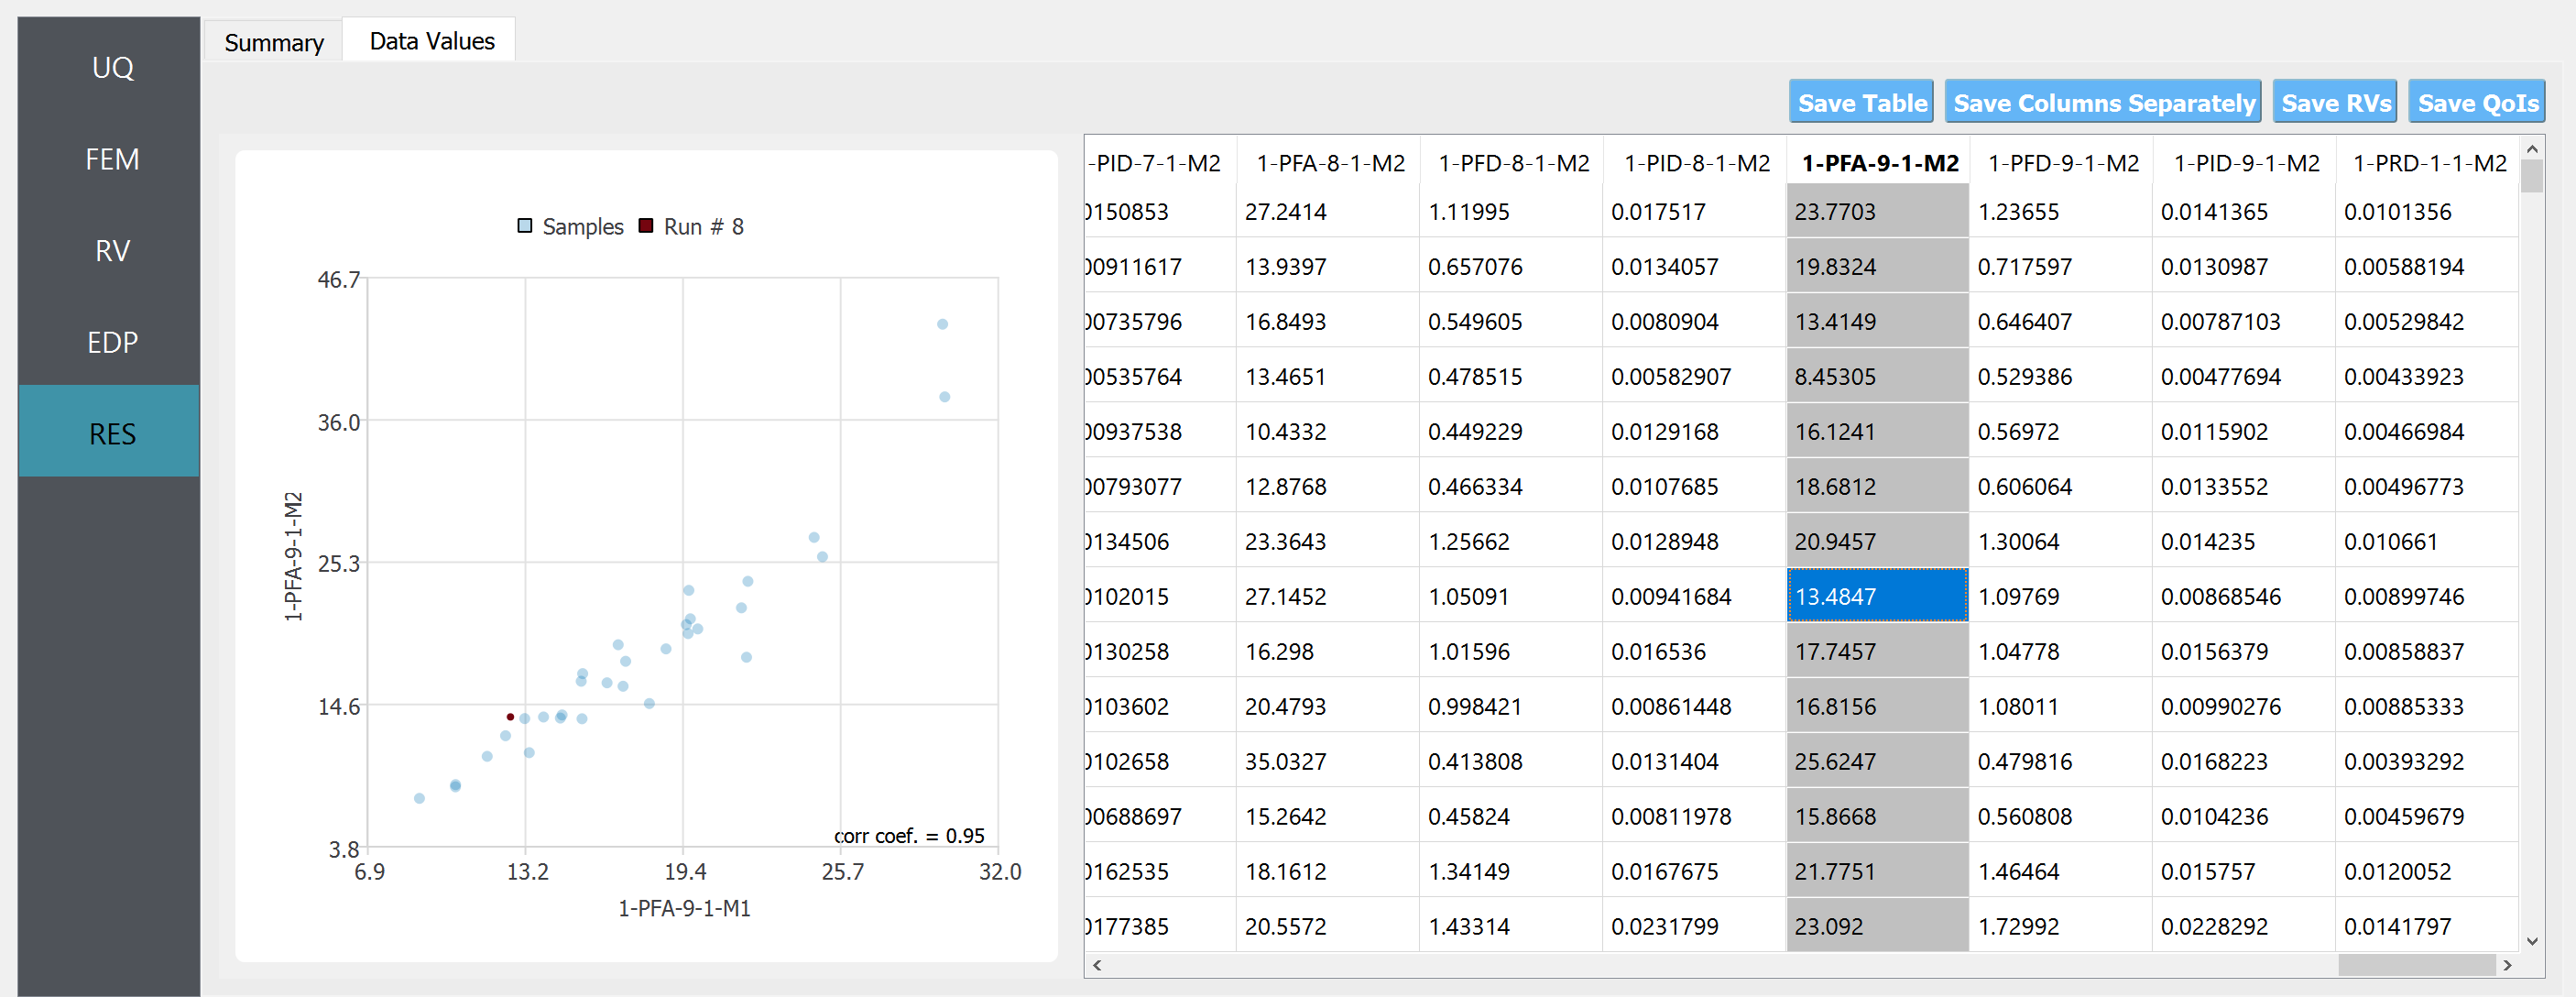 Summary Data Values
UQ
FEM
RV
EDP
RES
Save Table Save Columns Separately Save RVs Save QoIs
Samples Run # 8
46.7
36.0
25.3
14.6
3.8
1-PFA-9-1-M2
corr coef. = 0.95
6.9 13.2 19.4 25.7 32.0
1-PFA-9-1-M1
-PID-7-1-M2 1-PFA-8-1-M2 1-PFD-8-1-M2 1-PID-8-1-M2 1-PFA-9-1-M2 1-PFD-9-1-M2 1-PID-9-1-M2 1-PRD-1-1-M2
0150853 27.2414 1.11995 0.017517 23.7703 1.23655 0.0141365 0.0101356
00911617 13.9397 0.657076 0.0134057 19.8324 0.717597 0.0130987 0.00588194
00735796 16.8493 0.549605 0.0080904 13.4149 0.646407 0.00787103 0.00529842
00535764 13.4651 0.478515 0.00582907 8.45305 0.529386 0.00477694 0.00433923
00937538 10.4332 0.449229 0.0129168 16.1241 0.56972 0.0115902 0.00466984
00793077 12.8768 0.466334 0.0107685 18.6812 0.606064 0.0133552 0.00496773
0134506 23.3643 1.25662 0.0128948 20.9457 1.30064 0.014235 0.010661
0102015 27.1452 1.05091 0.00941684 13.4847 1.09769 0.00868546 0.00899746
0130258 16.298 1.01596 0.016536 17.7457 1.04778 0.0156379 0.00858837
0103602 20.4793 0.998421 0.00861448 16.8156 1.08011 0.00990276 0.00885333
0102658 35.0327 0.413808 0.0131404 25.6247 0.479816 0.0168223 0.00393292
00688697 15.2642 0.45824 0.00811978 15.8668 0.560808 0.0104236 0.00459679
0162535 18.1612 1.34149 0.0167675 21.7751 1.46464 0.015757 0.0120052
0177385 20.5572 1.43314 0.0231799 23.092 1.72992 0.0228292 0.0141797